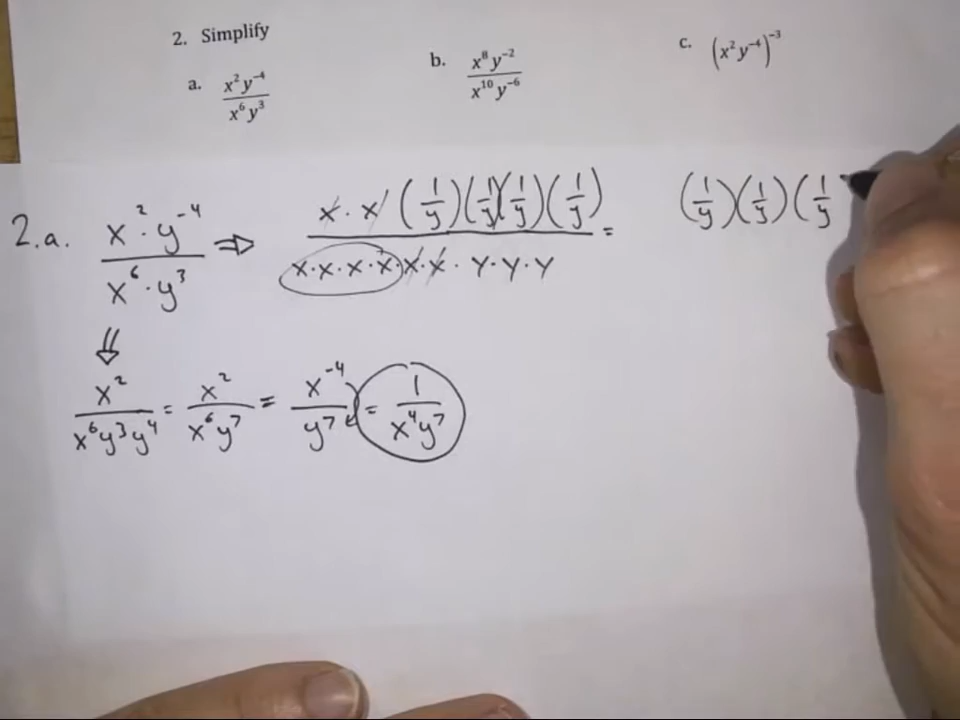 2. Simplify
a. x²y⁻⁴ / x⁶y³
b. x⁸y⁻² / x¹⁰y⁻⁶
c. (x²y⁻⁴)⁻³
2.a. x²·y⁻⁴ / x⁶·y³ ⇒ x·x(1/y)(1/y)(1/y)(1/y) / x·x·x·x·x·x·y·y·y =
(1/y)(1/y)(1/y
⇓
x² / x⁶y³y⁴ = x² / x⁶y⁷ = x⁻⁴ / y⁷ = 1 / x⁴y⁷